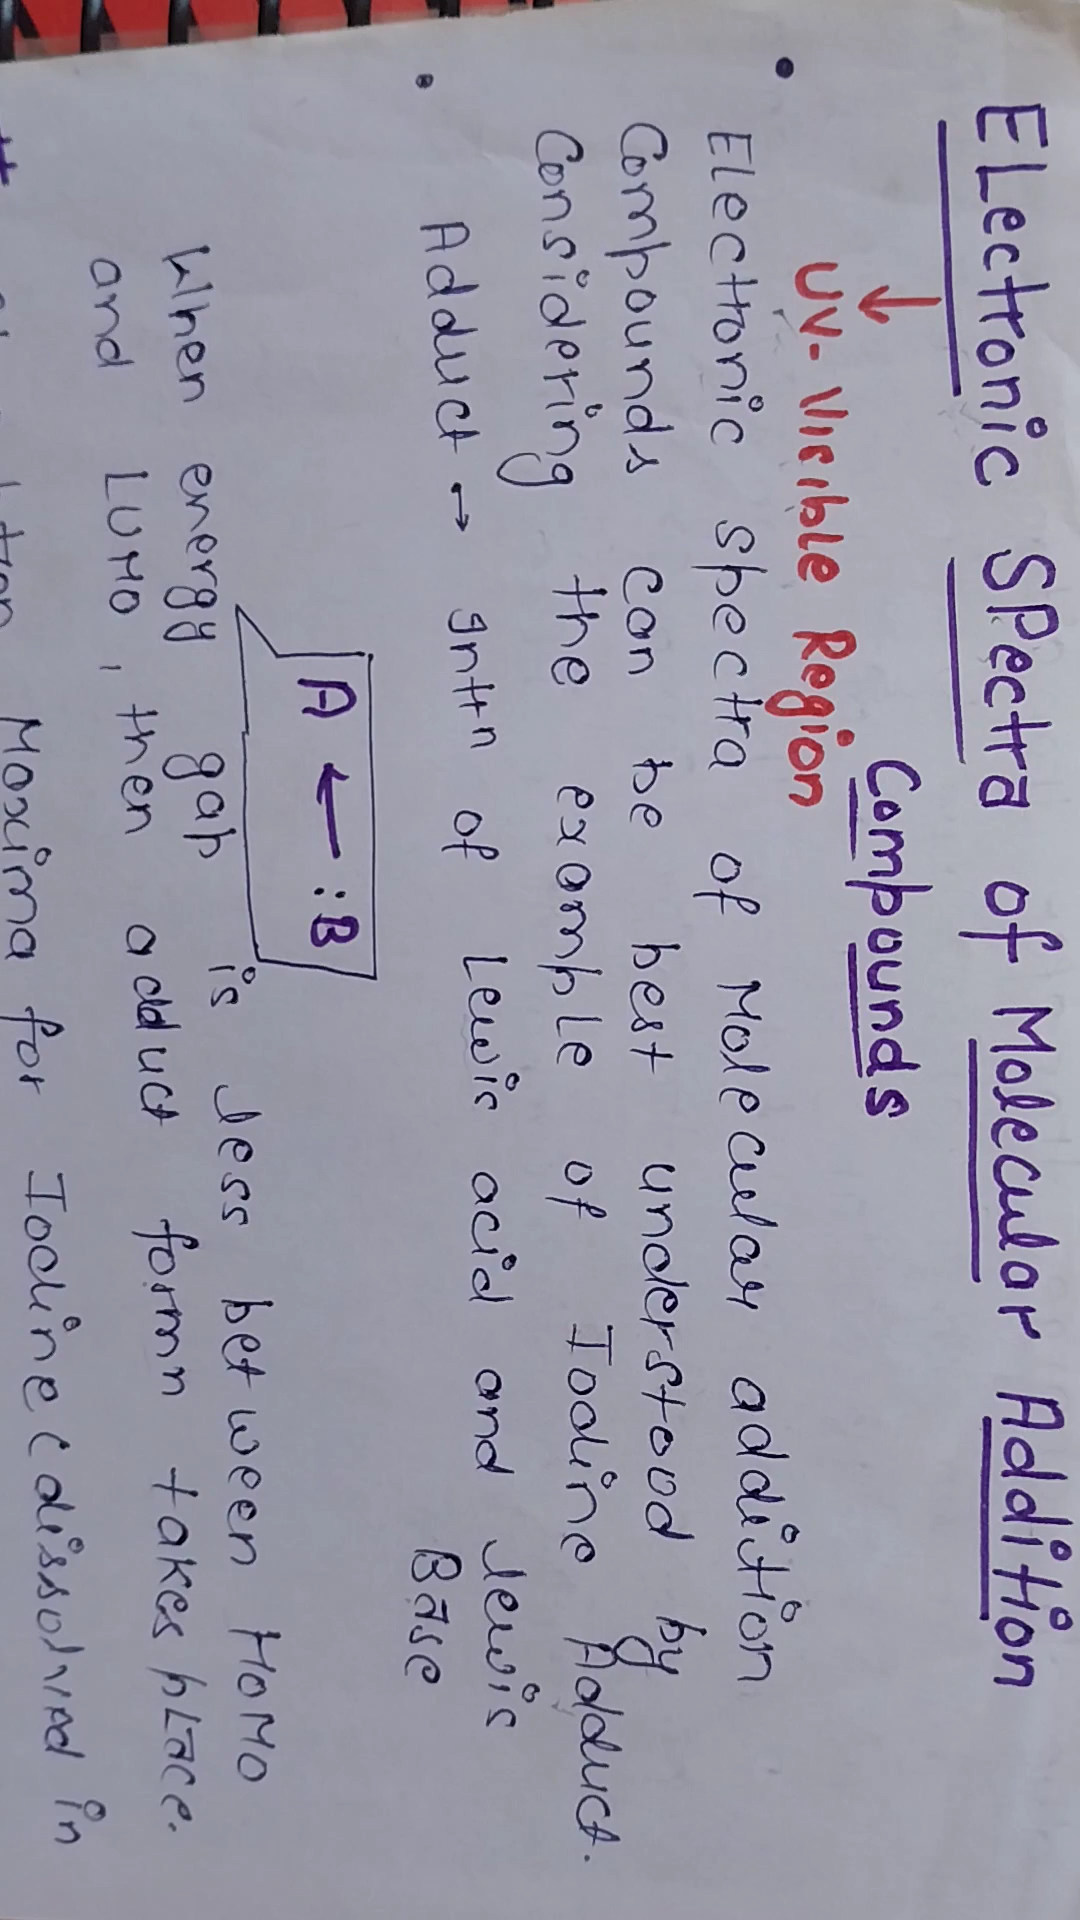 Electronic Spectra of Molecular Addition
Compounds
↓
UV-Visible Region
• Electronic spectra of Molecular addition
Compounds can be best understood by
Considering the example of Iodine Adduct.
• Adduct → Intrn of Lewis acid and Lewis
Base
A ← :B
When energy gap is less between HOMO
and LUMO, then adduct formn takes place.
Maxima for Iodine (dissolved in